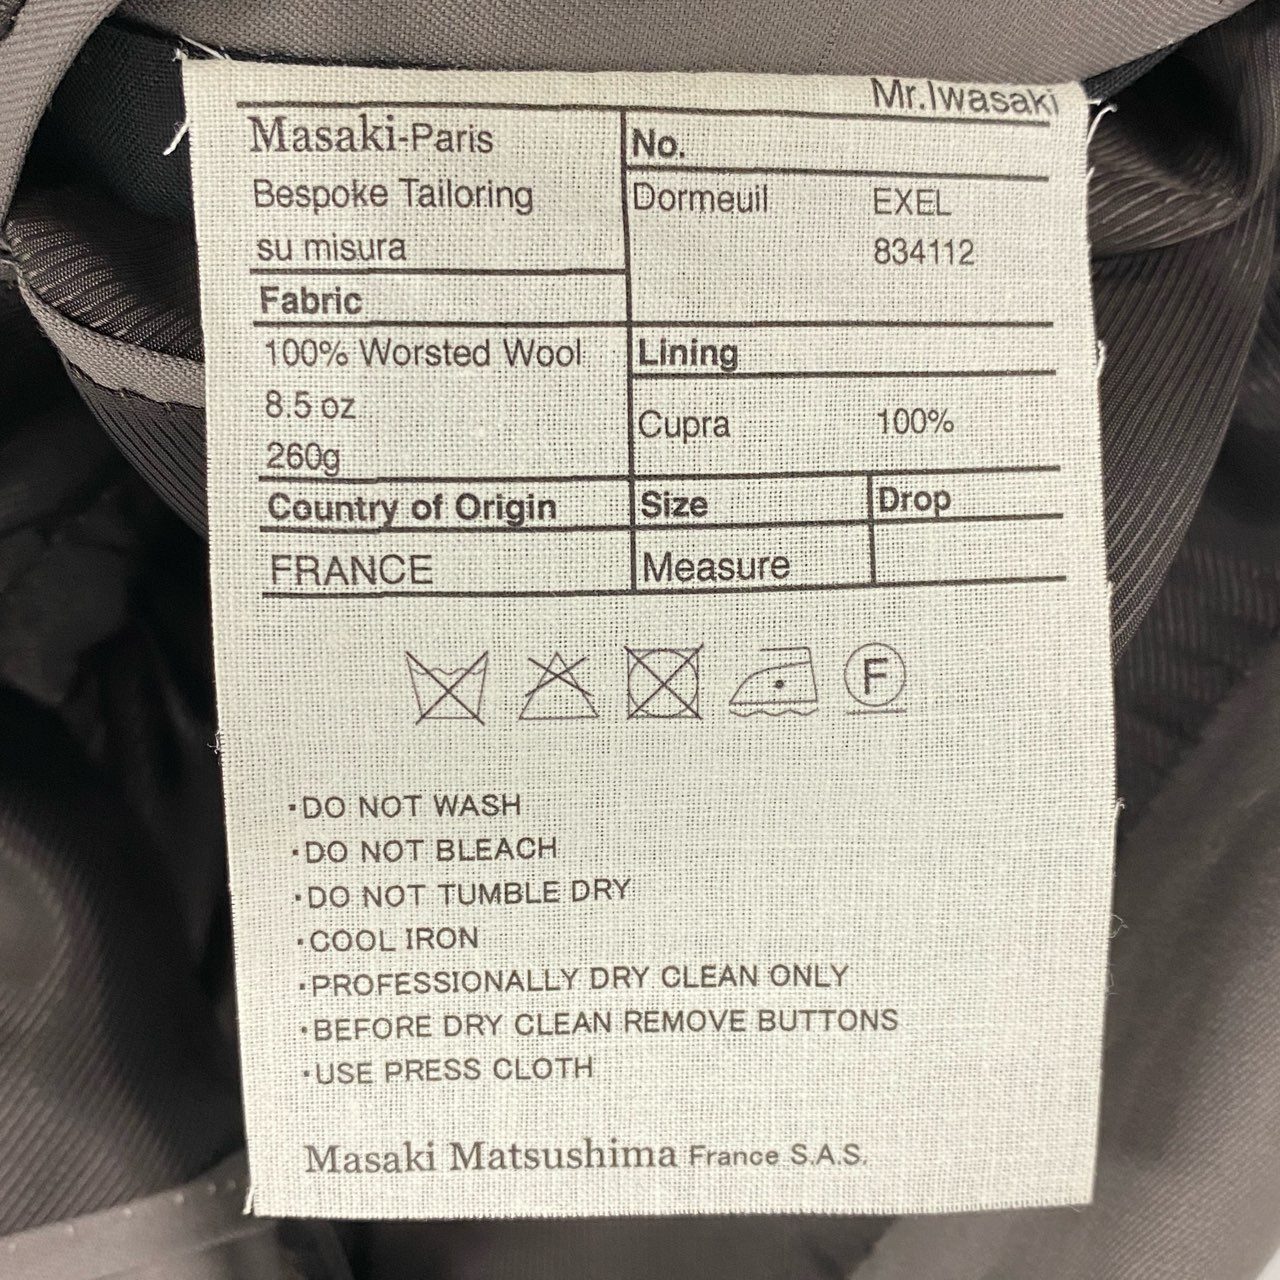 Mr.Iwasaki
Masaki-Paris
Bespoke Tailoring
su misura
No.
Dormeuil EXEL
834112
Fabric
100% Worsted Wool
8.5 oz
260g
Lining
Cupra 100%
Country of Origin
FRANCE
Size Drop
Measure
F
·DO NOT WASH
·DO NOT BLEACH
·DO NOT TUMBLE DRY
·COOL IRON
·PROFESSIONALLY DRY CLEAN ONLY
·BEFORE DRY CLEAN REMOVE BUTTONS
·USE PRESS CLOTH
Masaki Matsushima France S.A.S.